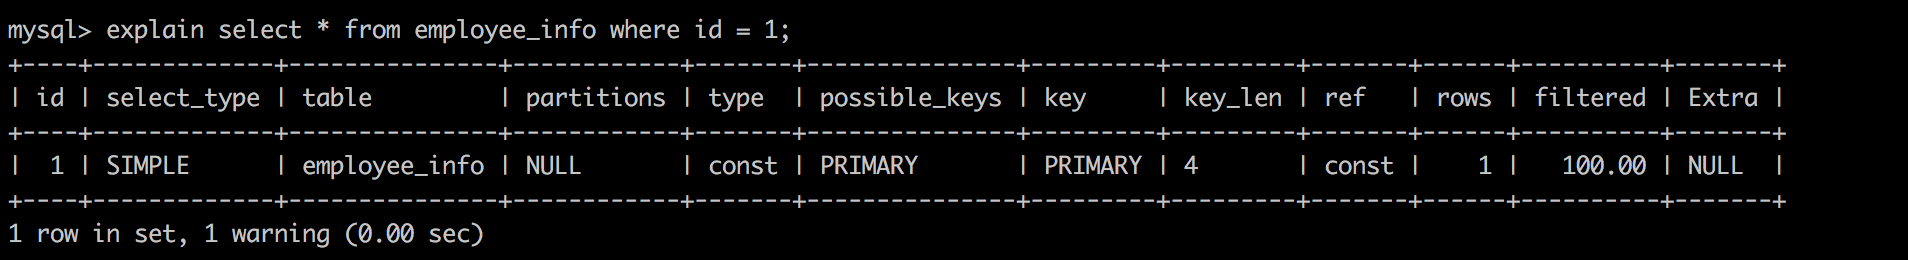 mysql> explain select * from employee_info where id = 1;
+----+-------------+---------------+------------+-------+---------------+---------+---------+-------+------+----------+-------+
| id | select_type | table         | partitions | type  | possible_keys | key     | key_len | ref   | rows | filtered | Extra |
+----+-------------+---------------+------------+-------+---------------+---------+---------+-------+------+----------+-------+
|  1 | SIMPLE      | employee_info | NULL       | const | PRIMARY       | PRIMARY | 4       | const |    1 |   100.00 | NULL  |
+----+-------------+---------------+------------+-------+---------------+---------+---------+-------+------+----------+-------+
1 row in set, 1 warning (0.00 sec)